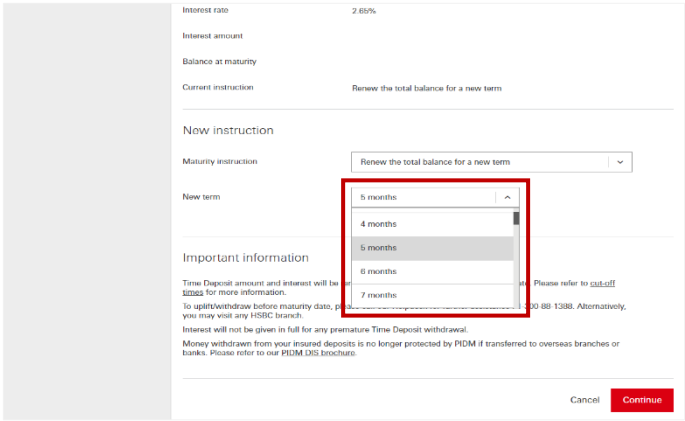 Interest rate 2.65%
Interest amount
Balance at maturity
Current instruction Renew the total balance for a new term
New instruction
Maturity instruction Renew the total balance for a new term
New term 5 months
4 months
5 months
6 months
7 months
Important information
Time Deposit amount and interest will be Please refer to cut-off
times for more information.
To uplift/withdraw before maturity date, 300-88-1388. Alternatively,
you may visit any HSBC branch.
Interest will not be given in full for any premature Time Deposit withdrawal.
Money withdrawn from your insured deposits is no longer protected by PIDM if transferred to overseas branches or
banks. Please refer to our PIDM DIS brochure.
Cancel Continue